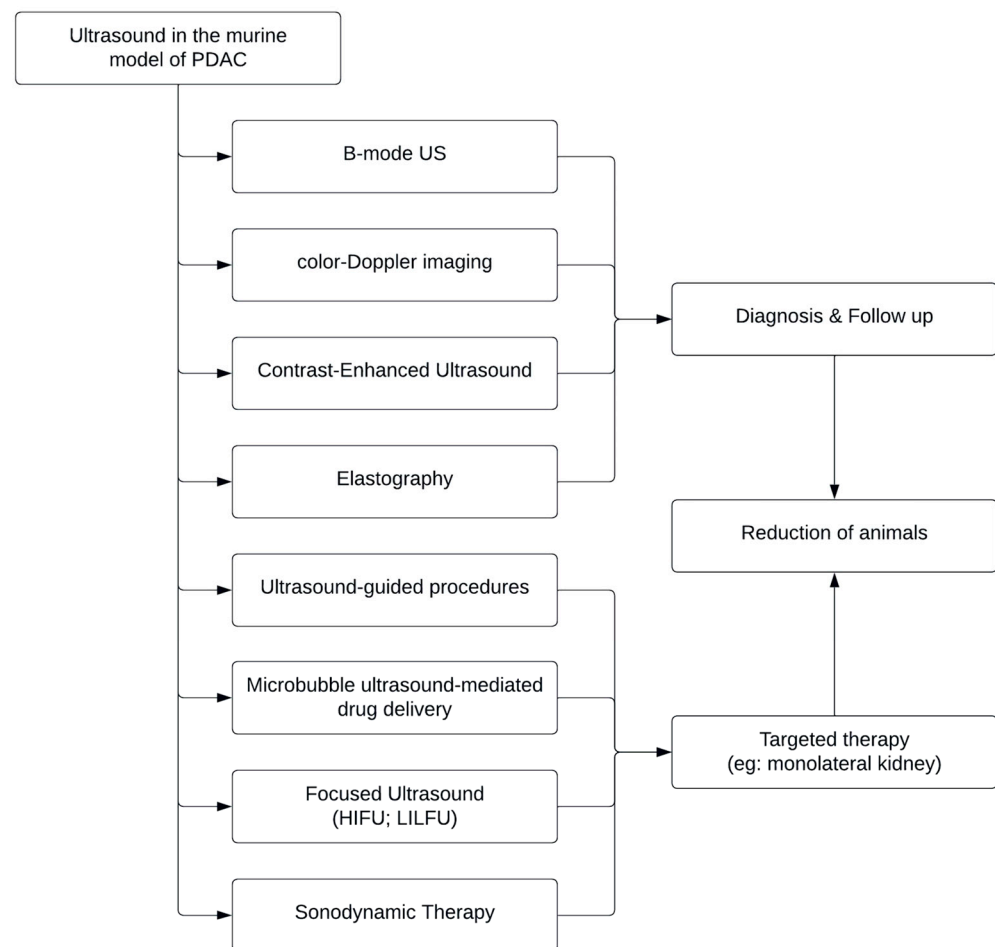 Ultrasound in the murine
model of PDAC
B-mode US
color-Doppler imaging
Contrast-Enhanced Ultrasound
Elastography
Ultrasound-guided procedures
Microbubble ultrasound-mediated
drug delivery
Focused Ultrasound
(HIFU; LILFU)
Sonodynamic Therapy
Diagnosis & Follow up
Reduction of animals
Targeted therapy
(eg: monolateral kidney)